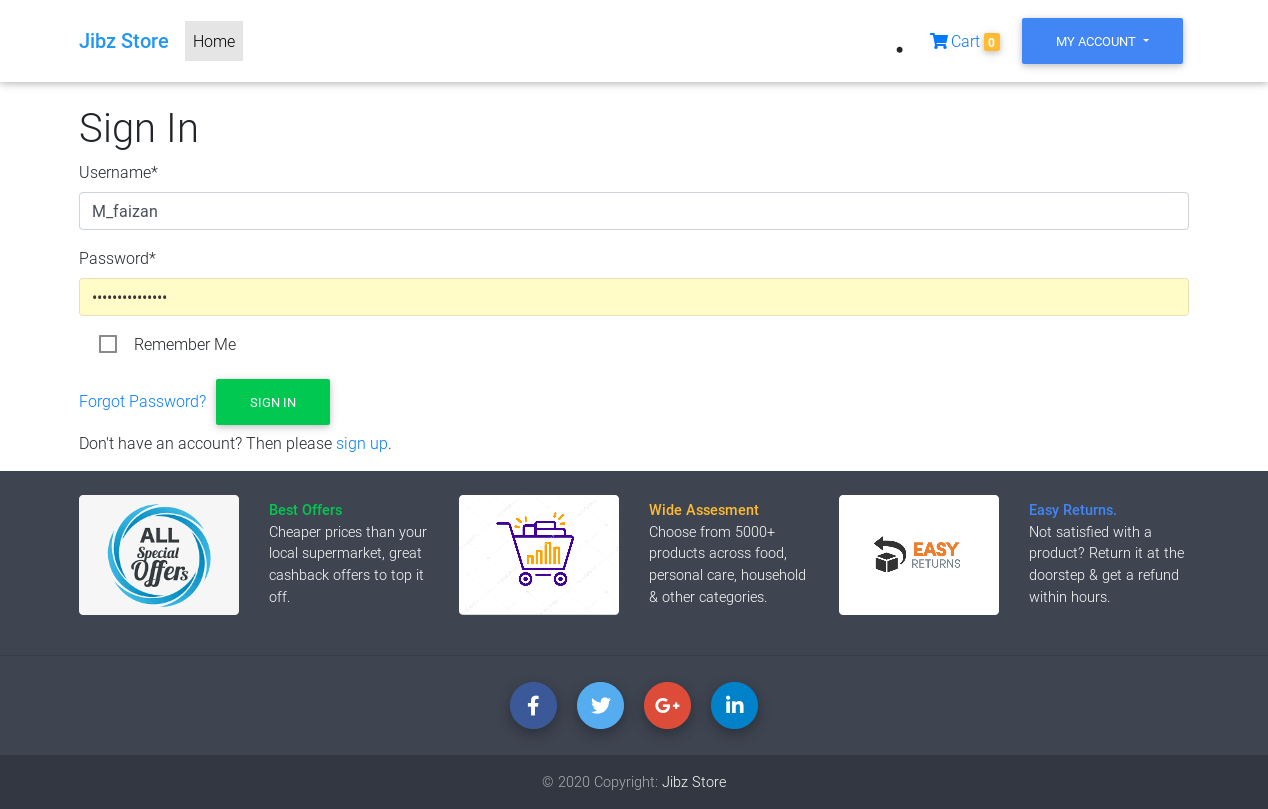 Jibz Store Home Cart 0 MY ACCOUNT
Sign In
Username*
M_faizan
Password*
•••••••••••••••
Remember Me
Forgot Password? SIGN IN
Don't have an account? Then please sign up.
ALL
Special
Offers
Best Offers
Cheaper prices than your
local supermarket, great
cashback offers to top it
off.
Wide Assesment
Choose from 5000+
products across food,
personal care, household
& other categories.
EASY
RETURNS
Easy Returns.
Not satisfied with a
product? Return it at the
doorstep & get a refund
within hours.
© 2020 Copyright: Jibz Store